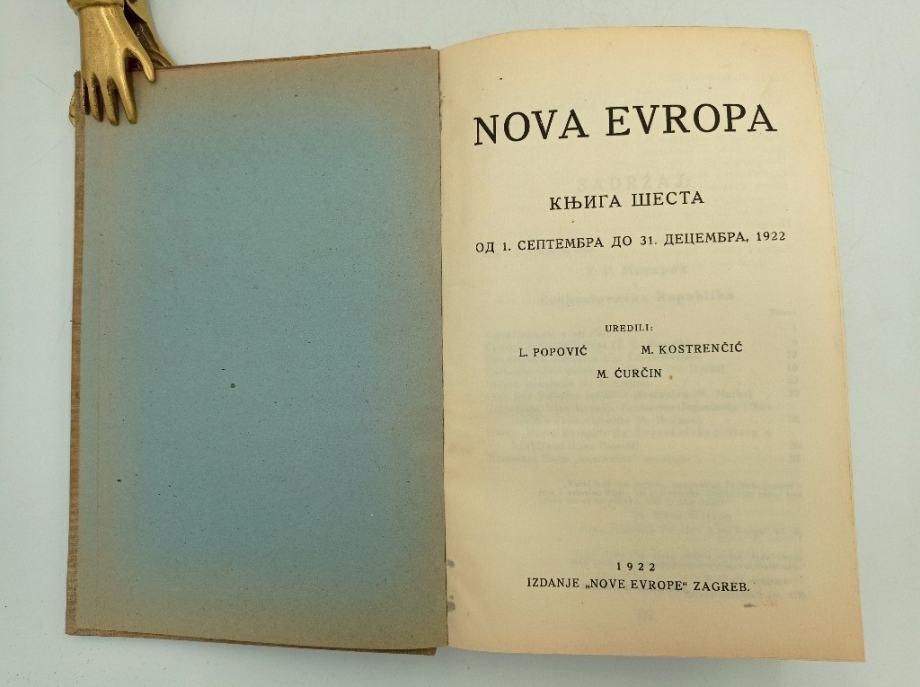 NOVA EVROPA
КЊИГА ШЕСТА
ОД 1. СЕПТЕМБРА ДО 31. ДЕЦЕМБРА, 1922
UREDILI:
L. POPOVIĆ M. KOSTRENČIĆ
M. ĆURČIN
1922
IZDANJE „NOVE EVROPE“ ZAGREB.